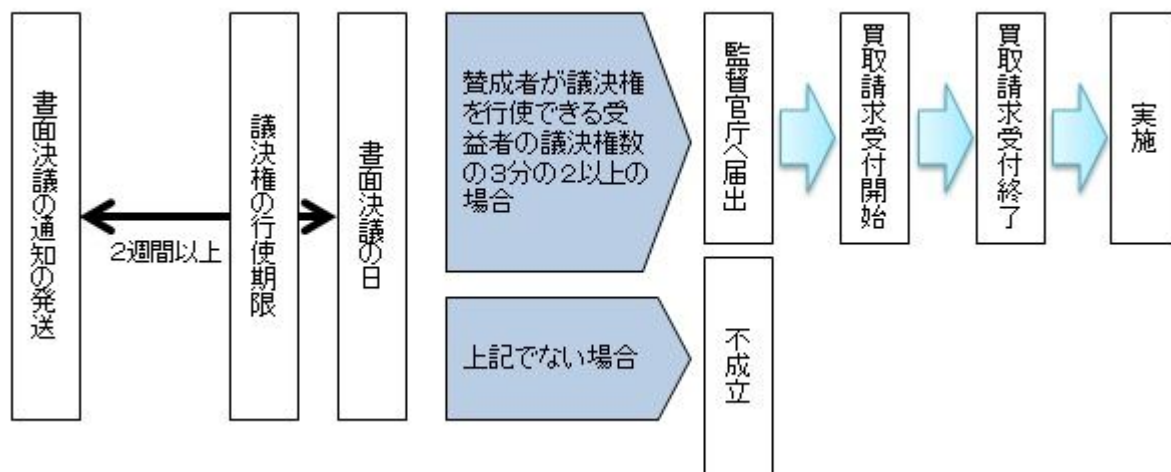 書面決議の通知の発送
2週間以上
議決権の行使期限
書面決議の日
賛成者が議決権
を行使できる受
益者の議決権数
の3分の2以上の
場合
監督官庁へ届出
買取請求受付開始
買取請求受付終了
実施
上記でない場合
不成立